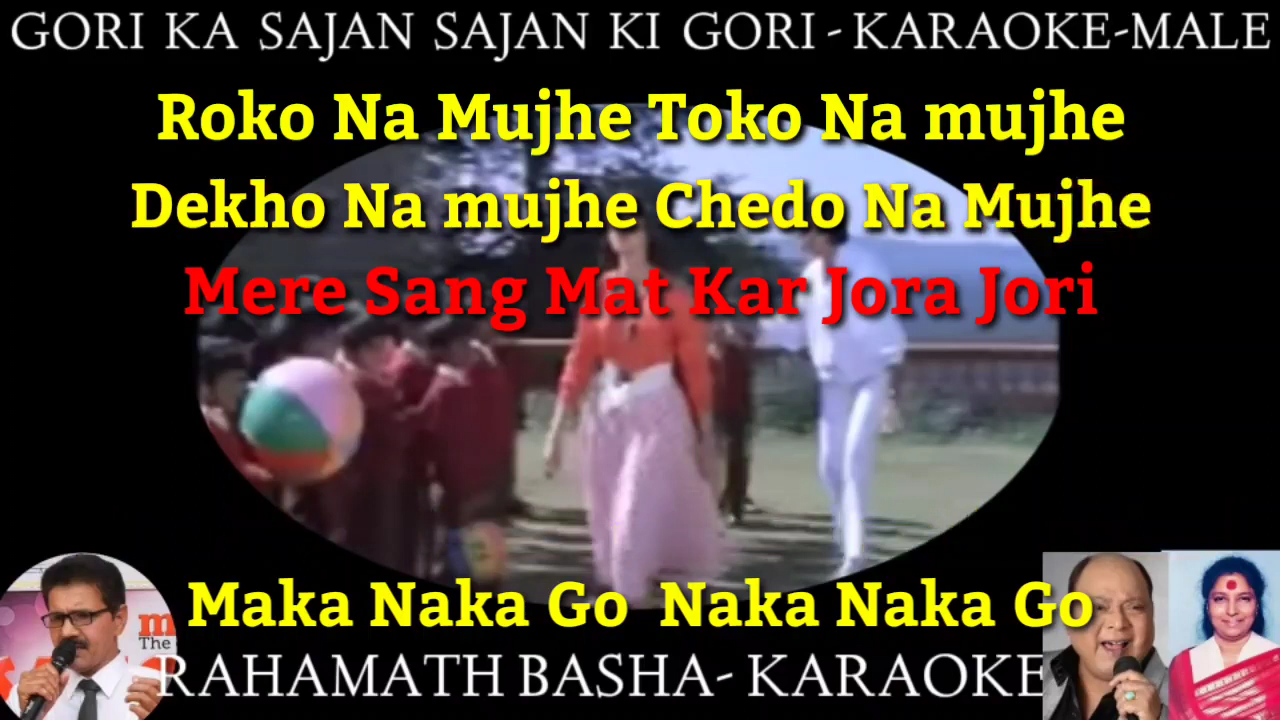 GORI KA SAJAN SAJAN KI GORI - KARAOKE-MALE
Roko Na Mujhe Toko Na mujhe
Dekho Na mujhe Chedo Na Mujhe
Mere Sang Mat Kar Jora Jori
Maka Naka Go Naka Naka Go
m
The
RAHAMATH BASHA- KARAOKE